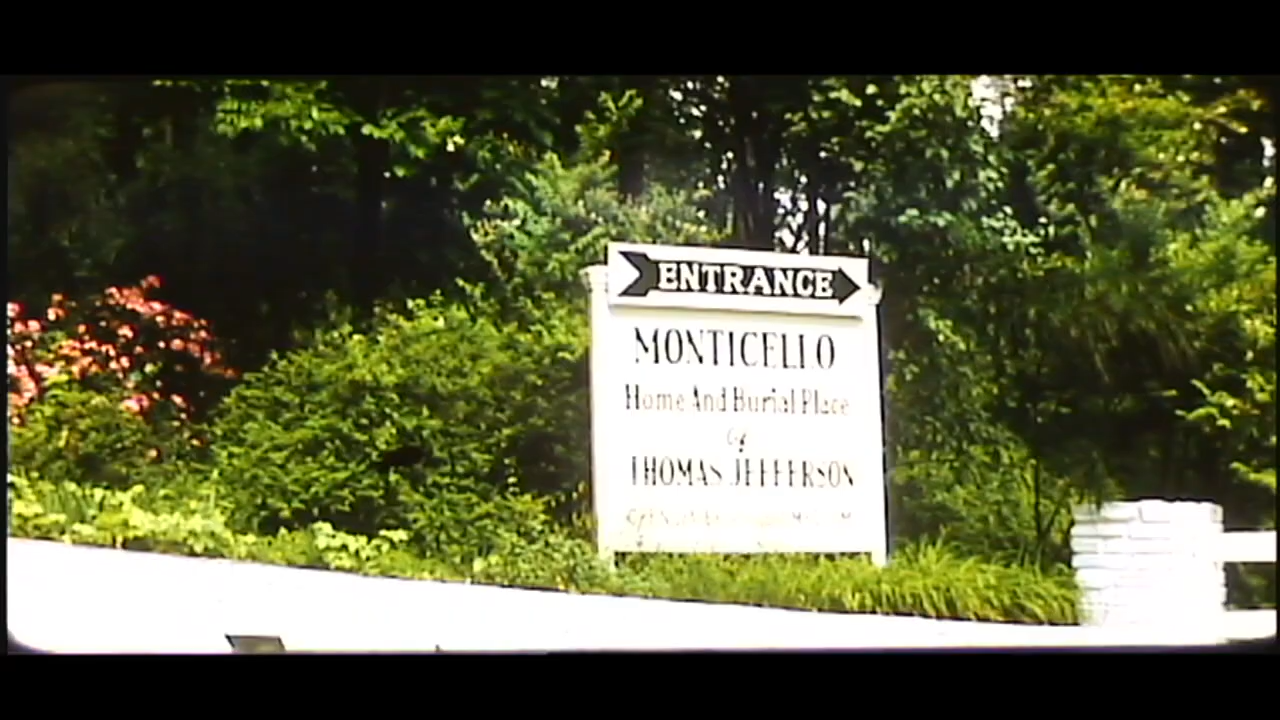 ENTRANCE
MONTICELLO
Home And Burial Place
of
THOMAS JEFFERSON